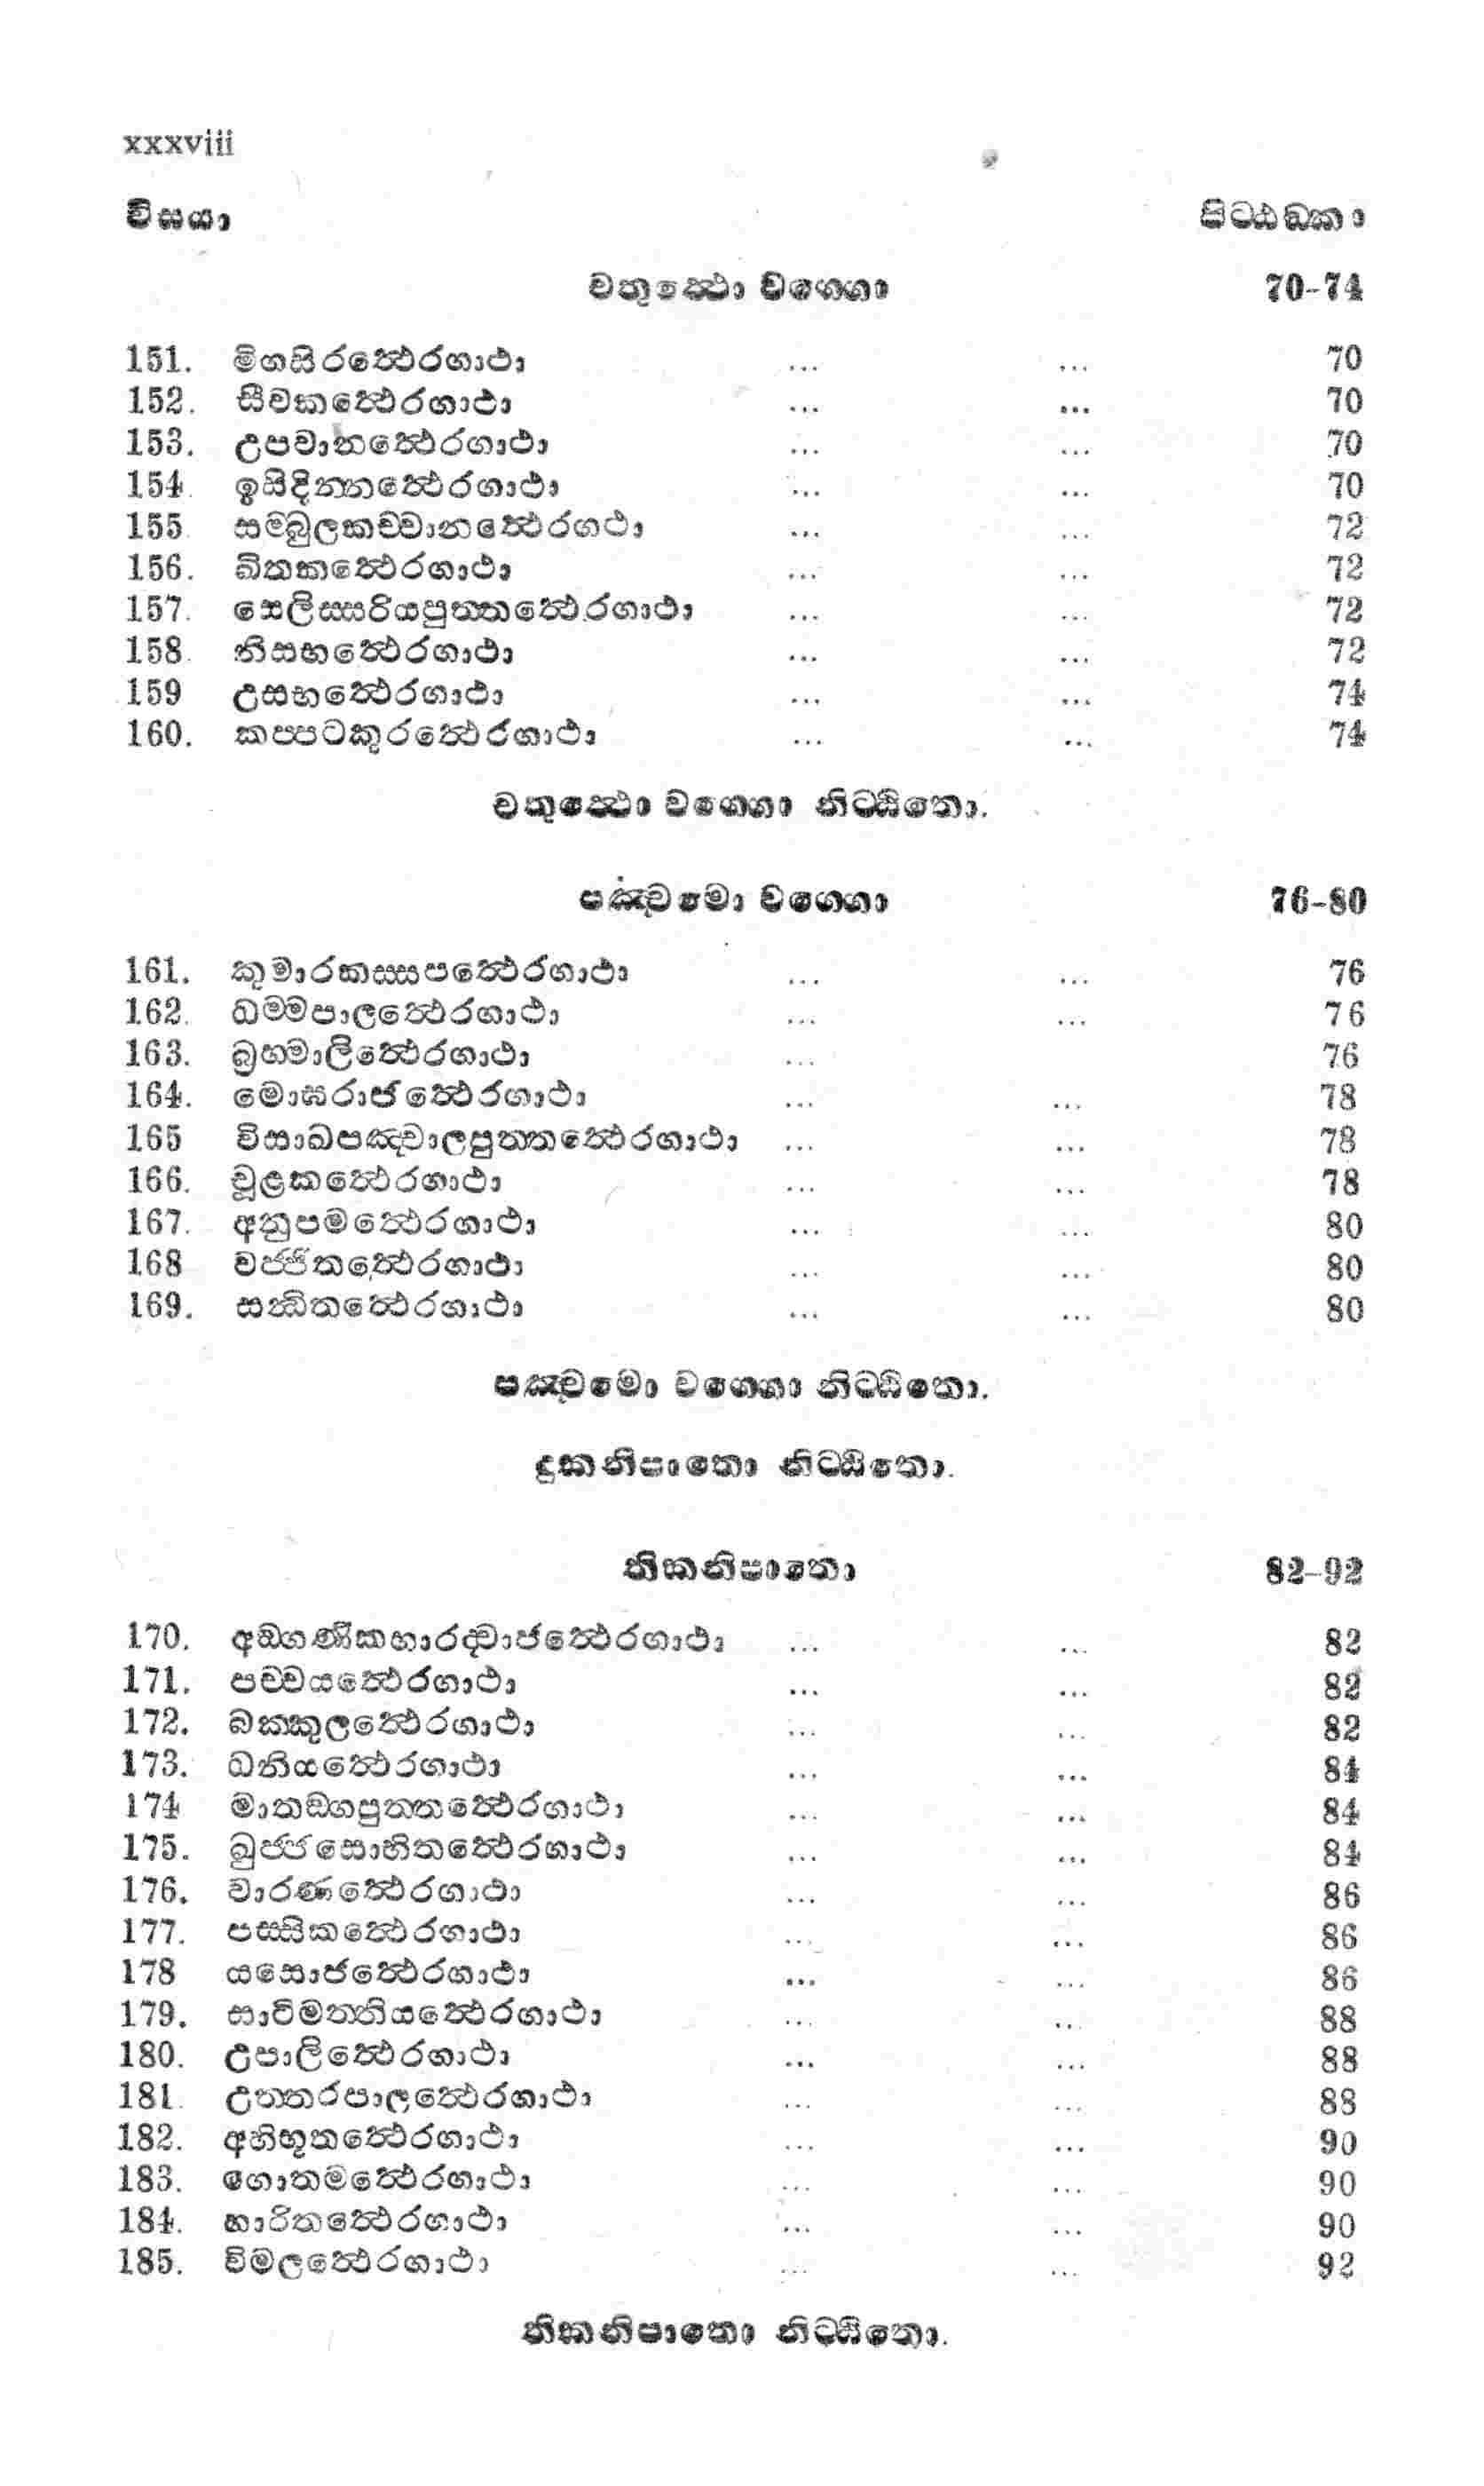 xxxviii
විසයා පිට්ඨඞ්කා
චතුත්ථො වග්ගො 70-74
151. මිගසිරත්ථෙරගාථා ... ... 70
152. සීවකත්ථෙරගාථා ... ... 70
153. උපවානත්ථෙරගාථා ... ... 70
154. ඉසිදින්නත්ථෙරගාථා ... ... 70
155. සම්බුලකච්චානත්ථෙරගථා ... ... 72
156. ඛිතකත්ථෙරගාථා ... ... 72
157. සෙලිස්සරියපුත්තත්ථෙරගාථා ... ... 72
158. නිසභත්ථෙරගාථා ... ... 72
159 උසභත්ථෙරගාථා ... ... 74
160. කප්පටකුරත්ථෙරගාථා ... ... 74
චතුත්ථො වග්ගො නිට්ඨිතො.
පඤ්චමො වග්ගො 76-80
161. කුමාරකස්සපත්ථෙරගාථා ... ... 76
162. ධම්මපාලත්ථෙරගාථා ... ... 76
163. බ්‍රහ්මාලිත්ථෙරගාථා ... 76
164. මොඝරාජත්ථෙරගාථා ... ... 78
165 විසාඛපඤ්චාලපුත්තත්ථෙරගාථා ... ... 78
166. චූළකත්ථෙරගාථා ... ... 78
167. අනුපමත්ථෙරගාථා ... ... 80
168 වජ්ජිතත්ථෙරගාථා ... ... 80
169. සන්ධිතත්ථෙරගාථා ... ... 80
පඤ්චමො වග්ගො නිට්ඨිතො.
දුකනිපාතො නිට්ඨිතො.
තිකනිපාතො 82-92
170. අඞ්ගණිකභාරද්වාජත්ථෙරගාථා ... ... 82
171. පච්චයත්ථෙරගාථා ... ... 82
172. බක්කුලත්ථෙරගාථා ... ... 82
173. ධනියත්ථෙරගාථා ... ... 84
174 මාතඞ්ගපුත්තත්ථෙරගාථා ... ... 84
175. ඛුජ්ජසොභිතත්ථෙරගාථා ... ... 84
176. වාරණත්ථෙරගාථා ... ... 86
177. පස්සිකත්ථෙරගාථා ... ... 86
178 යසොජත්ථෙරගාථා ... ... 86
179. සාටිමත්තියත්ථෙරගාථා ... ... 88
180. උපාලිත්ථෙරගාථා ... ... 88
181. උත්තරපාලත්ථෙරගාථා ... ... 88
182. අභිභූතත්ථෙරගාථා ... ... 90
183. ගොතමත්ථෙරගාථා ... ... 90
184. හාරිතත්ථෙරගාථා ... ... 90
185. විමලත්ථෙරගාථා ... ... 92
තිකනිපාතො නිට්ඨිතො.